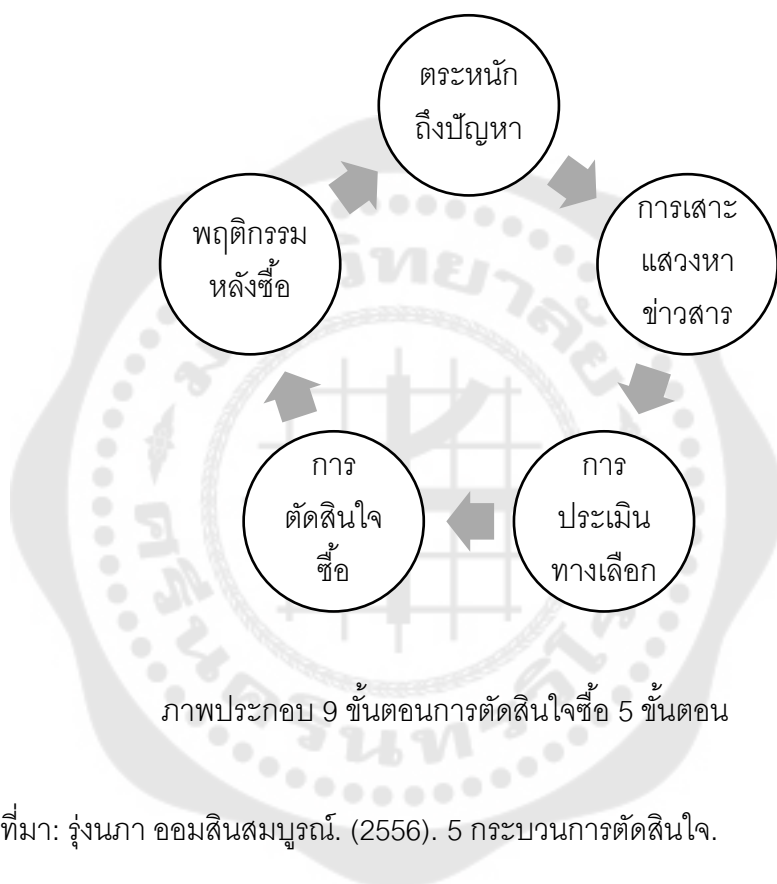 ตระหนัก
ถึงปัญหา
การเสาะ
แสวงหา
ข่าวสาร
การ
ประเมิน
ทางเลือก
การ
ตัดสินใจ
ซื้อ
พฤติกรรม
หลังซื้อ
ภาพประกอบ 9 ขั้นตอนการตัดสินใจซื้อ 5 ขั้นตอน
ที่มา: รุ่งนภา ออมสินสมบูรณ์. (2556). 5 กระบวนการตัดสินใจ.